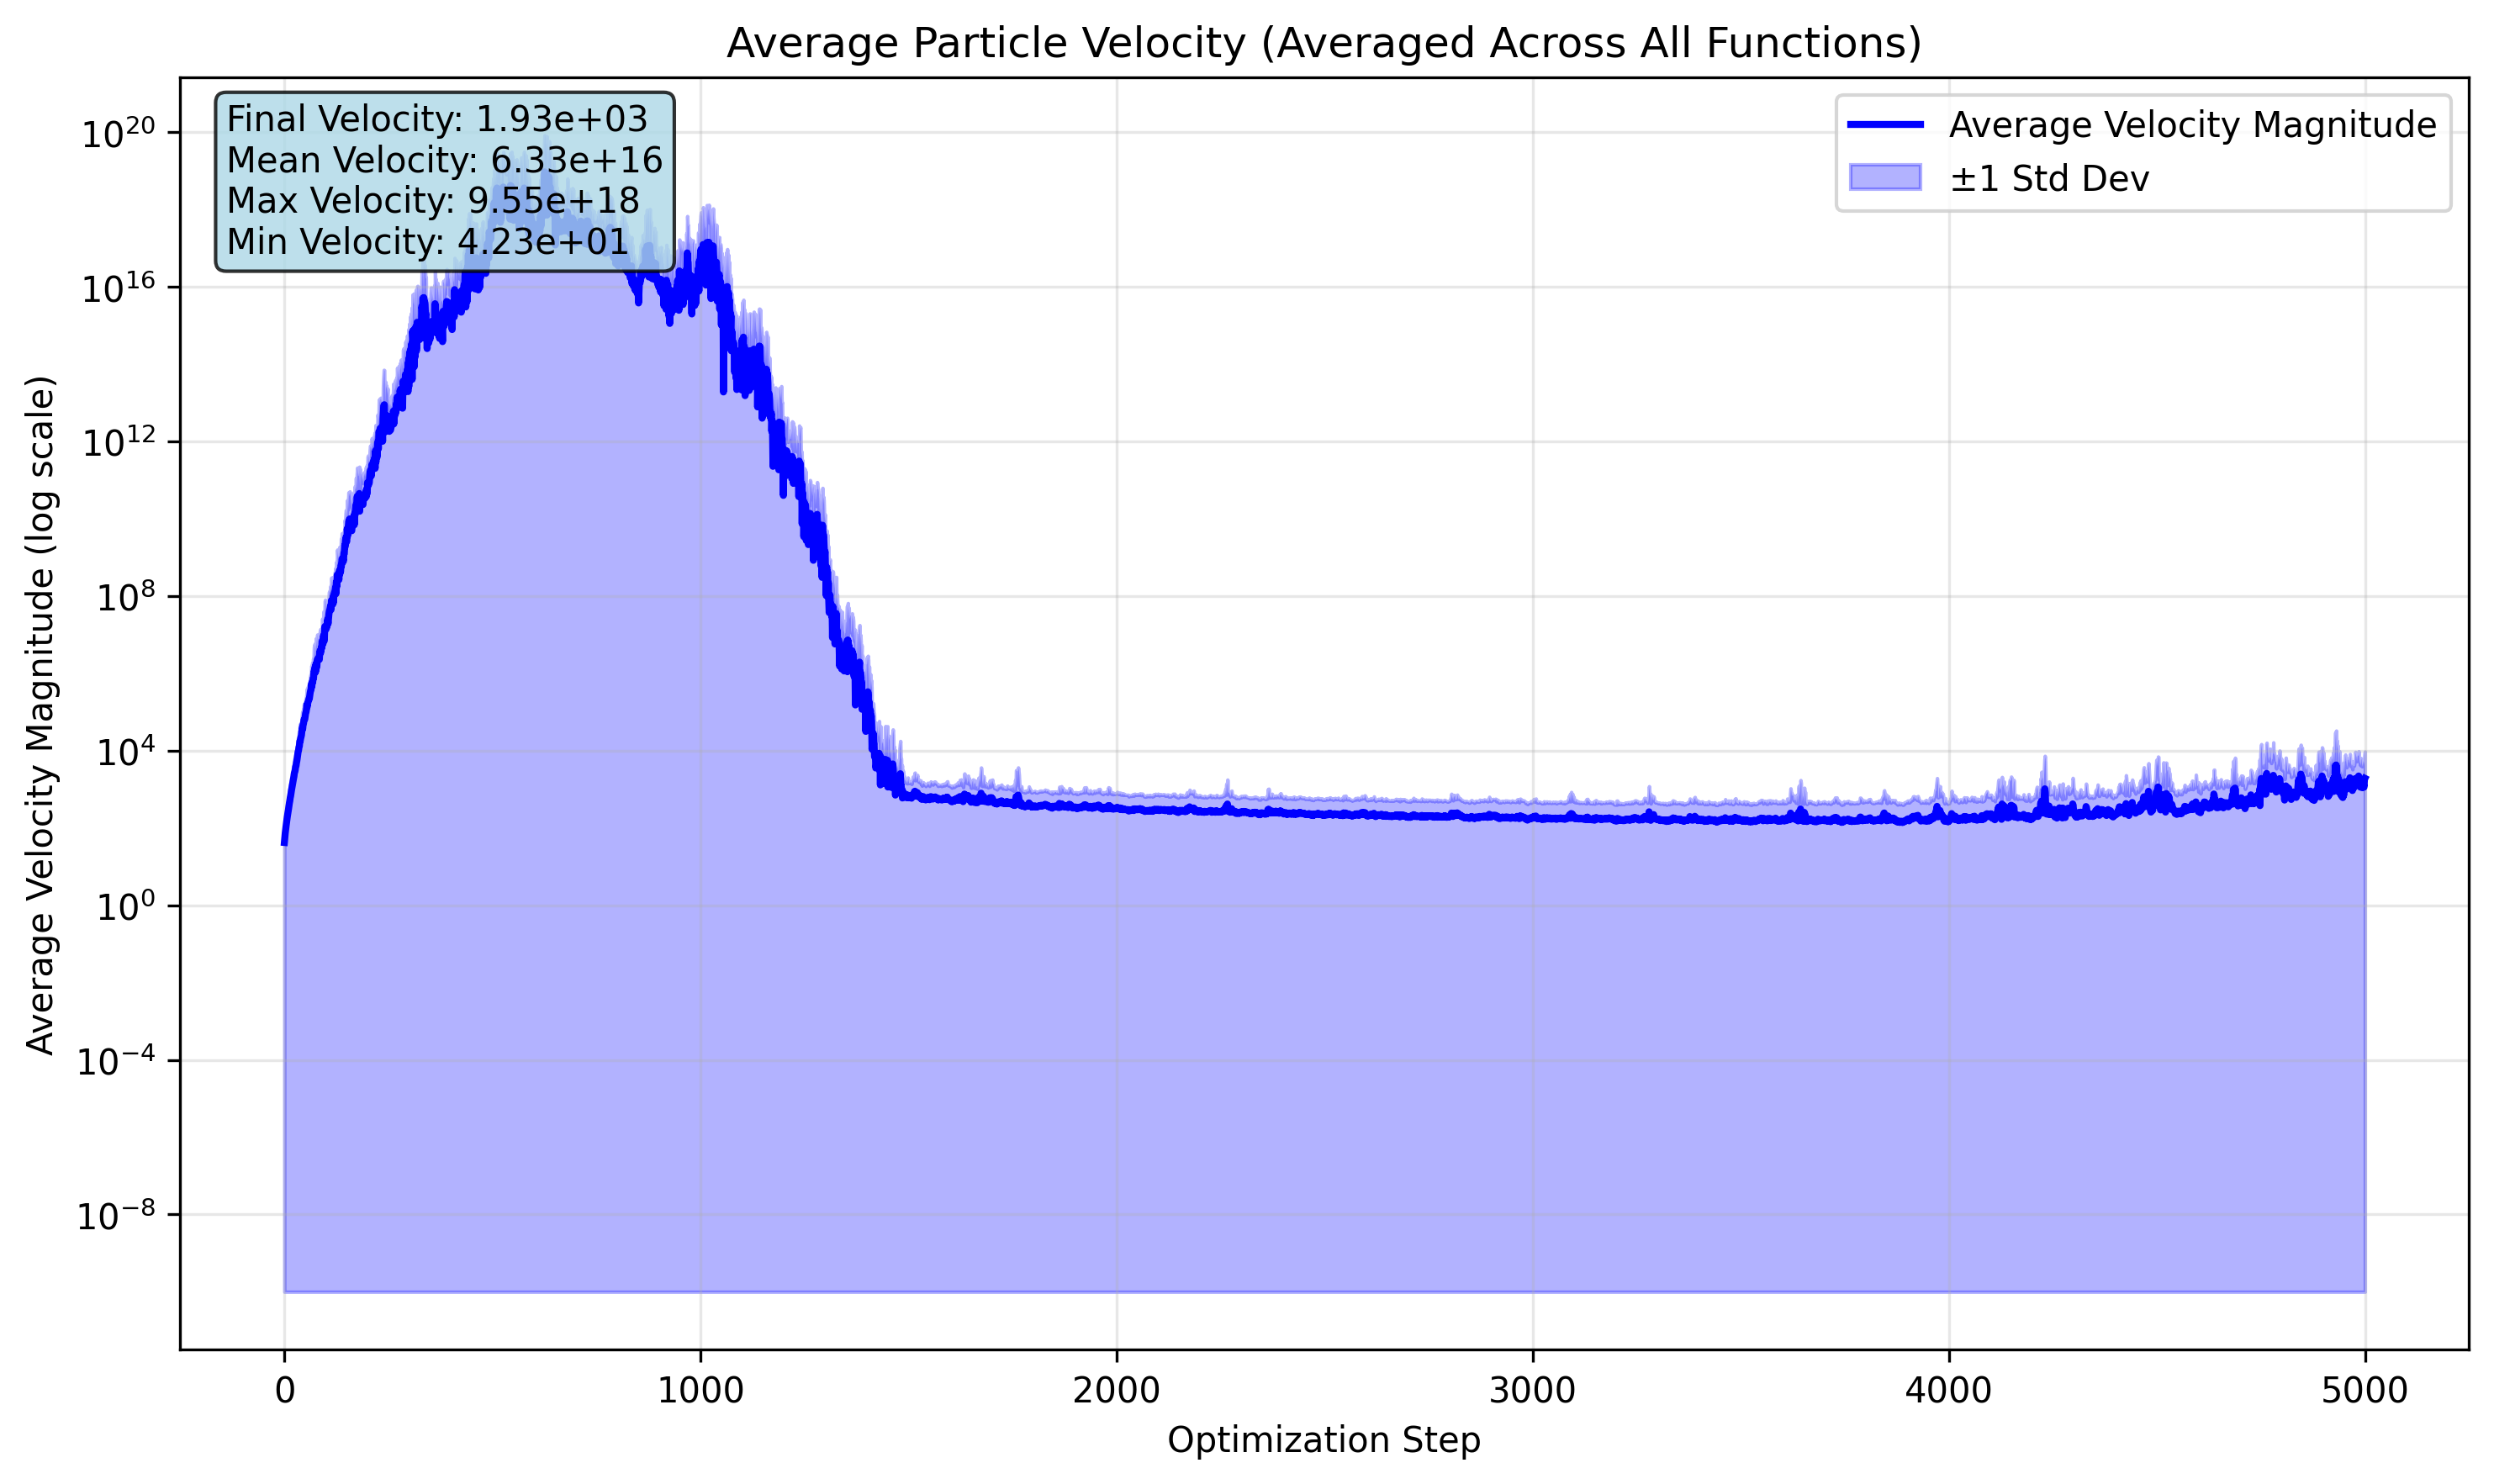 Average Particle Velocity (Averaged Across All Functions)
Final Velocity: 1.93e+03
Mean Velocity: 6.33e+16
Max Velocity: 9.55e+18
Min Velocity: 4.23e+01
Average Velocity Magnitude
±1 Std Dev
Average Velocity Magnitude (log scale)
10²⁰
10¹⁶
10¹²
10⁸
10⁴
10⁰
10⁻⁴
10⁻⁸
0 1000 2000 3000 4000 5000
Optimization Step